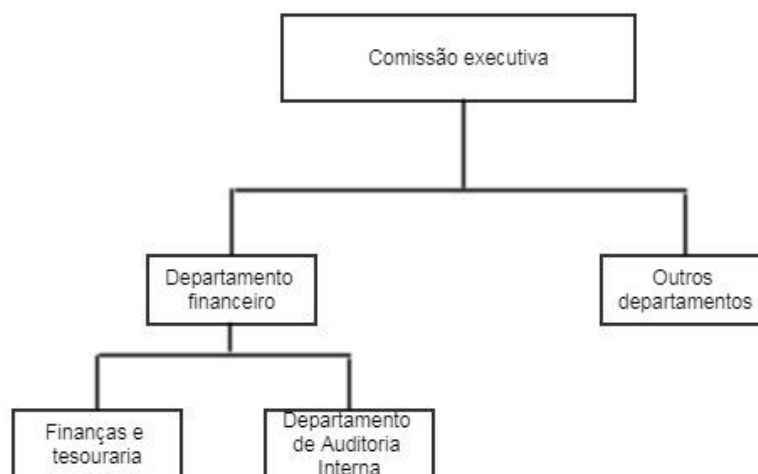 Comissão executiva
Departamento
financeiro
Outros
departamentos
Finanças e
tesouraria
Departamento
de Auditoria
Interna